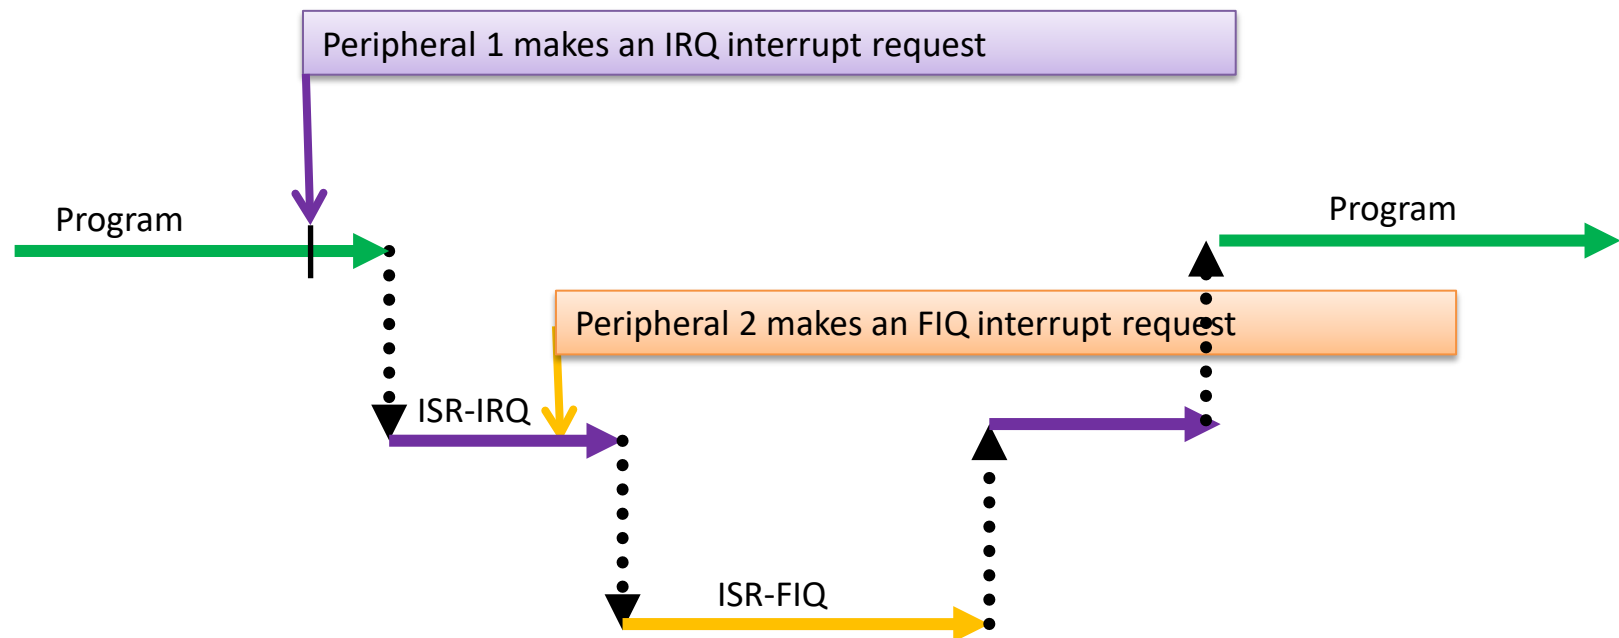 Peripheral 1 makes an IRQ interrupt request
Program
Program
Peripheral 2 makes an FIQ interrupt request
ISR-IRQ
ISR-FIQ